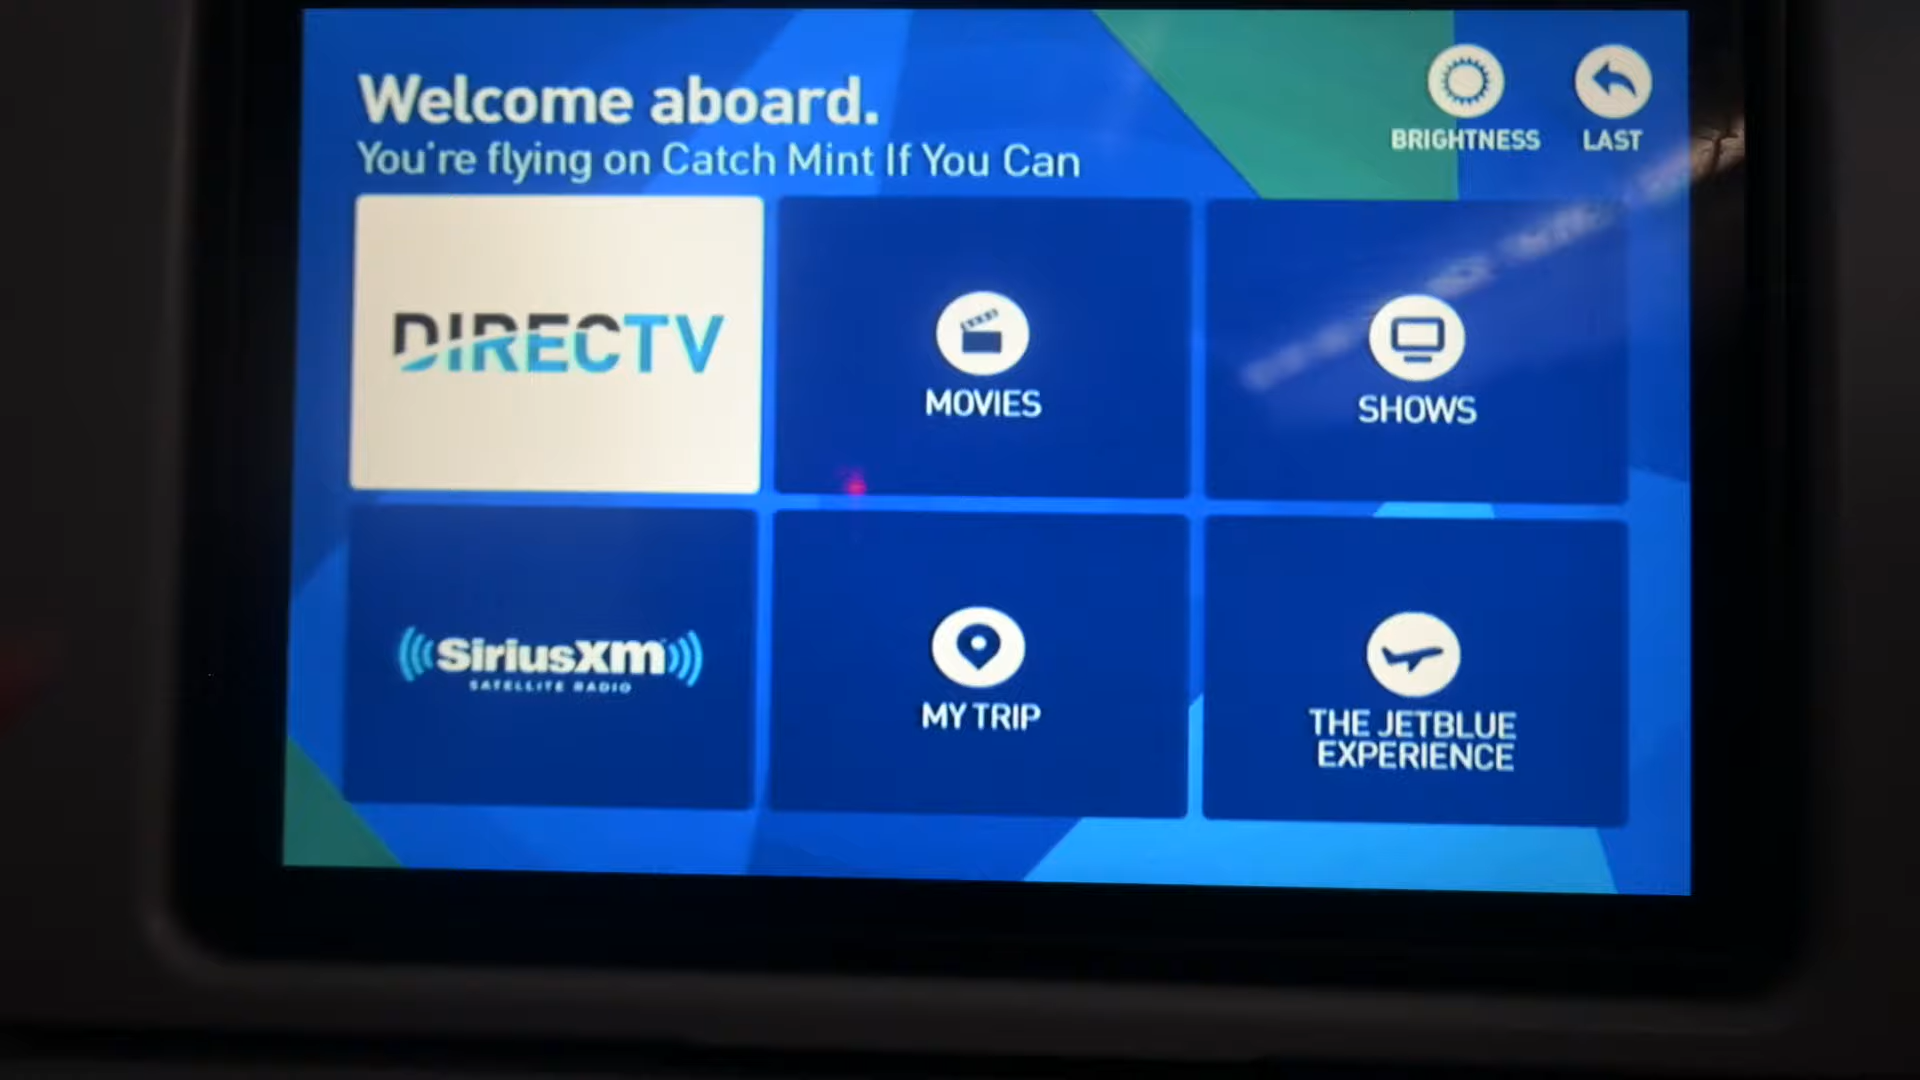 Welcome aboard.
You're flying on Catch Mint If You Can
BRIGHTNESS
LAST
DIRECTV
MOVIES
SHOWS
((( SiriusXM )))
SATELLITE RADIO
MY TRIP
THE JETBLUE
EXPERIENCE